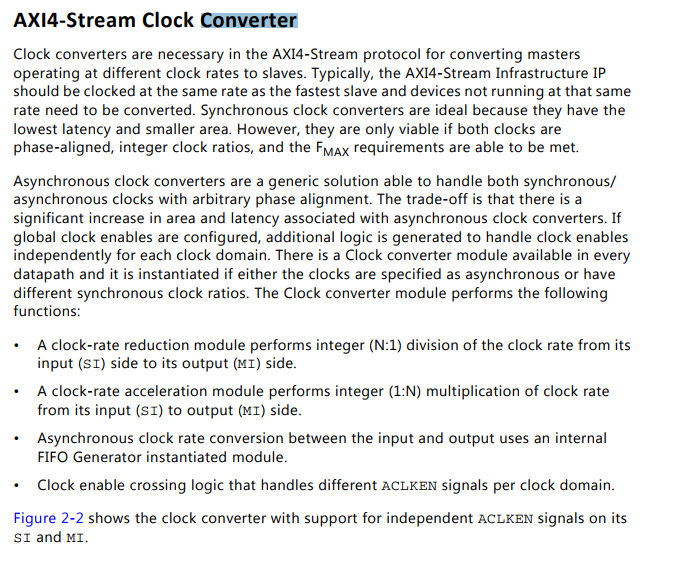 AXI4-Stream Clock Converter
Clock converters are necessary in the AXI4-Stream protocol for converting masters
operating at different clock rates to slaves. Typically, the AXI4-Stream Infrastructure IP
should be clocked at the same rate as the fastest slave and devices not running at that same
rate need to be converted. Synchronous clock converters are ideal because they have the
lowest latency and smaller area. However, they are only viable if both clocks are
phase-aligned, integer clock ratios, and the FMAX requirements are able to be met.
Asynchronous clock converters are a generic solution able to handle both synchronous/
asynchronous clocks with arbitrary phase alignment. The trade-off is that there is a
significant increase in area and latency associated with asynchronous clock converters. If
global clock enables are configured, additional logic is generated to handle clock enables
independently for each clock domain. There is a Clock converter module available in every
datapath and it is instantiated if either the clocks are specified as asynchronous or have
different synchronous clock ratios. The Clock converter module performs the following
functions:
• A clock-rate reduction module performs integer (N:1) division of the clock rate from its
input (SI) side to its output (MI) side.
• A clock-rate acceleration module performs integer (1:N) multiplication of clock rate
from its input (SI) to output (MI) side.
• Asynchronous clock rate conversion between the input and output uses an internal
FIFO Generator instantiated module.
• Clock enable crossing logic that handles different ACLKEN signals per clock domain.
Figure 2-2 shows the clock converter with support for independent ACLKEN signals on its
SI and MI.